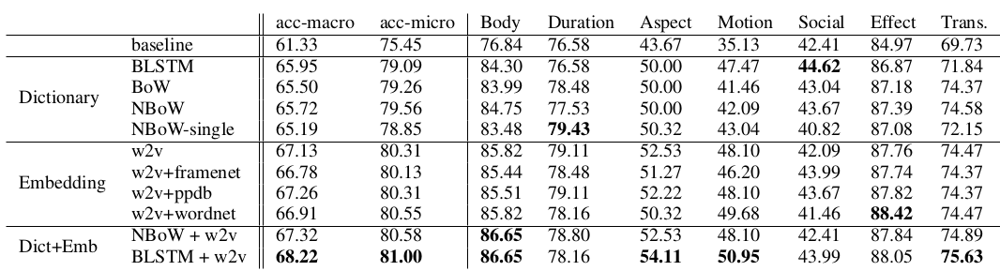 acc-macro acc-micro Body Duration Aspect Motion Social Effect Trans.
baseline 61.33 75.45 76.84 76.58 43.67 35.13 42.41 84.97 69.73
BLSTM 65.95 79.09 84.30 76.58 50.00 47.47 44.62 86.87 71.84
BoW 65.50 79.26 83.99 78.48 50.00 41.46 43.04 87.18 74.37
Dictionary
NBoW 65.72 79.56 84.75 77.53 50.00 42.09 43.67 87.39 74.58
NBoW-single 65.19 78.85 83.48 79.43 50.32 43.04 40.82 87.08 72.15
w2v 67.13 80.31 85.82 79.11 52.53 48.10 42.09 87.76 74.47
w2v+framenet 66.78 80.13 85.44 78.48 51.27 46.20 43.99 87.74 74.37
Embedding
w2v+ppdb 67.26 80.31 85.51 79.11 52.22 48.10 43.67 87.82 74.37
w2v+wordnet 66.91 80.55 85.82 78.16 50.32 49.68 41.46 88.42 74.47
NBoW + w2v 67.32 80.58 86.65 78.80 52.53 48.10 42.41 87.84 74.89
Dict+Emb
BLSTM + w2v 68.22 81.00 86.65 78.16 54.11 50.95 43.99 88.05 75.63